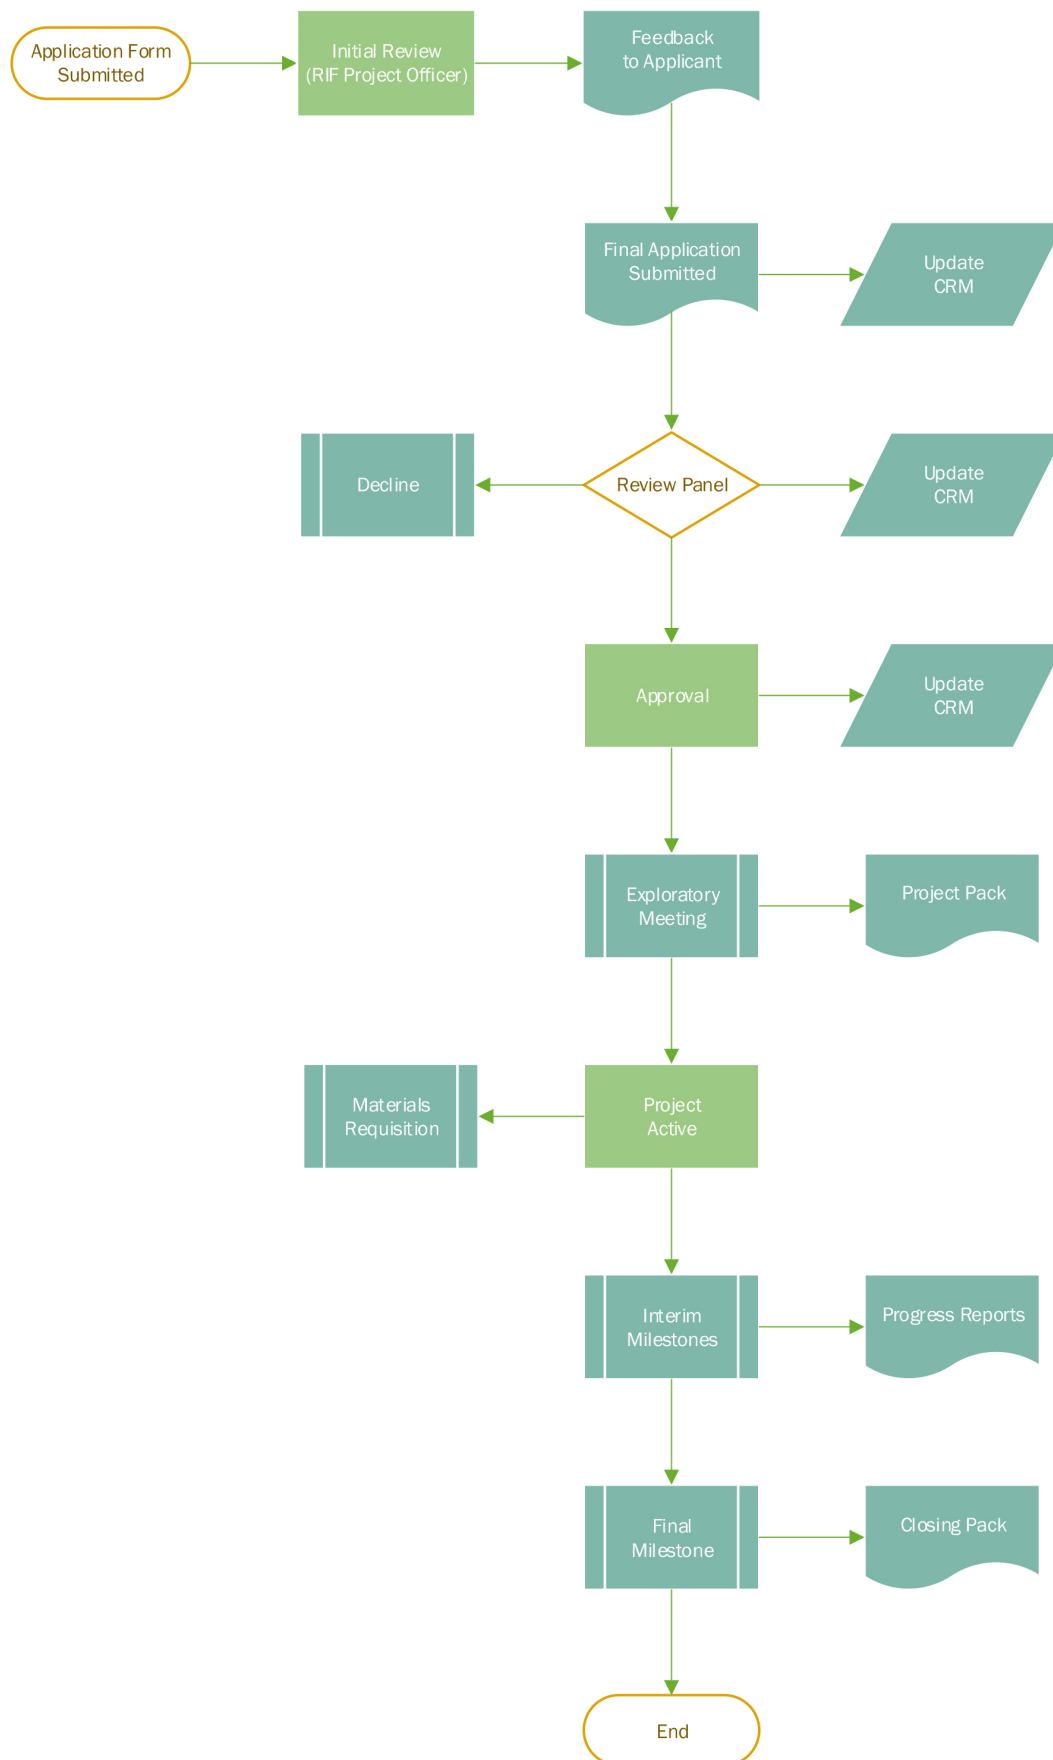 Application Form
Submitted
Initial Review
(RIF Project Officer)
Feedback
to Applicant
Final Application
Submitted
Update
CRM
Decline
Review Panel
Update
CRM
Approval
Update
CRM
Exploratory
Meeting
Project Pack
Materials
Requisition
Project
Active
Interim
Milestones
Progress Reports
Final
Milestone
Closing Pack
End